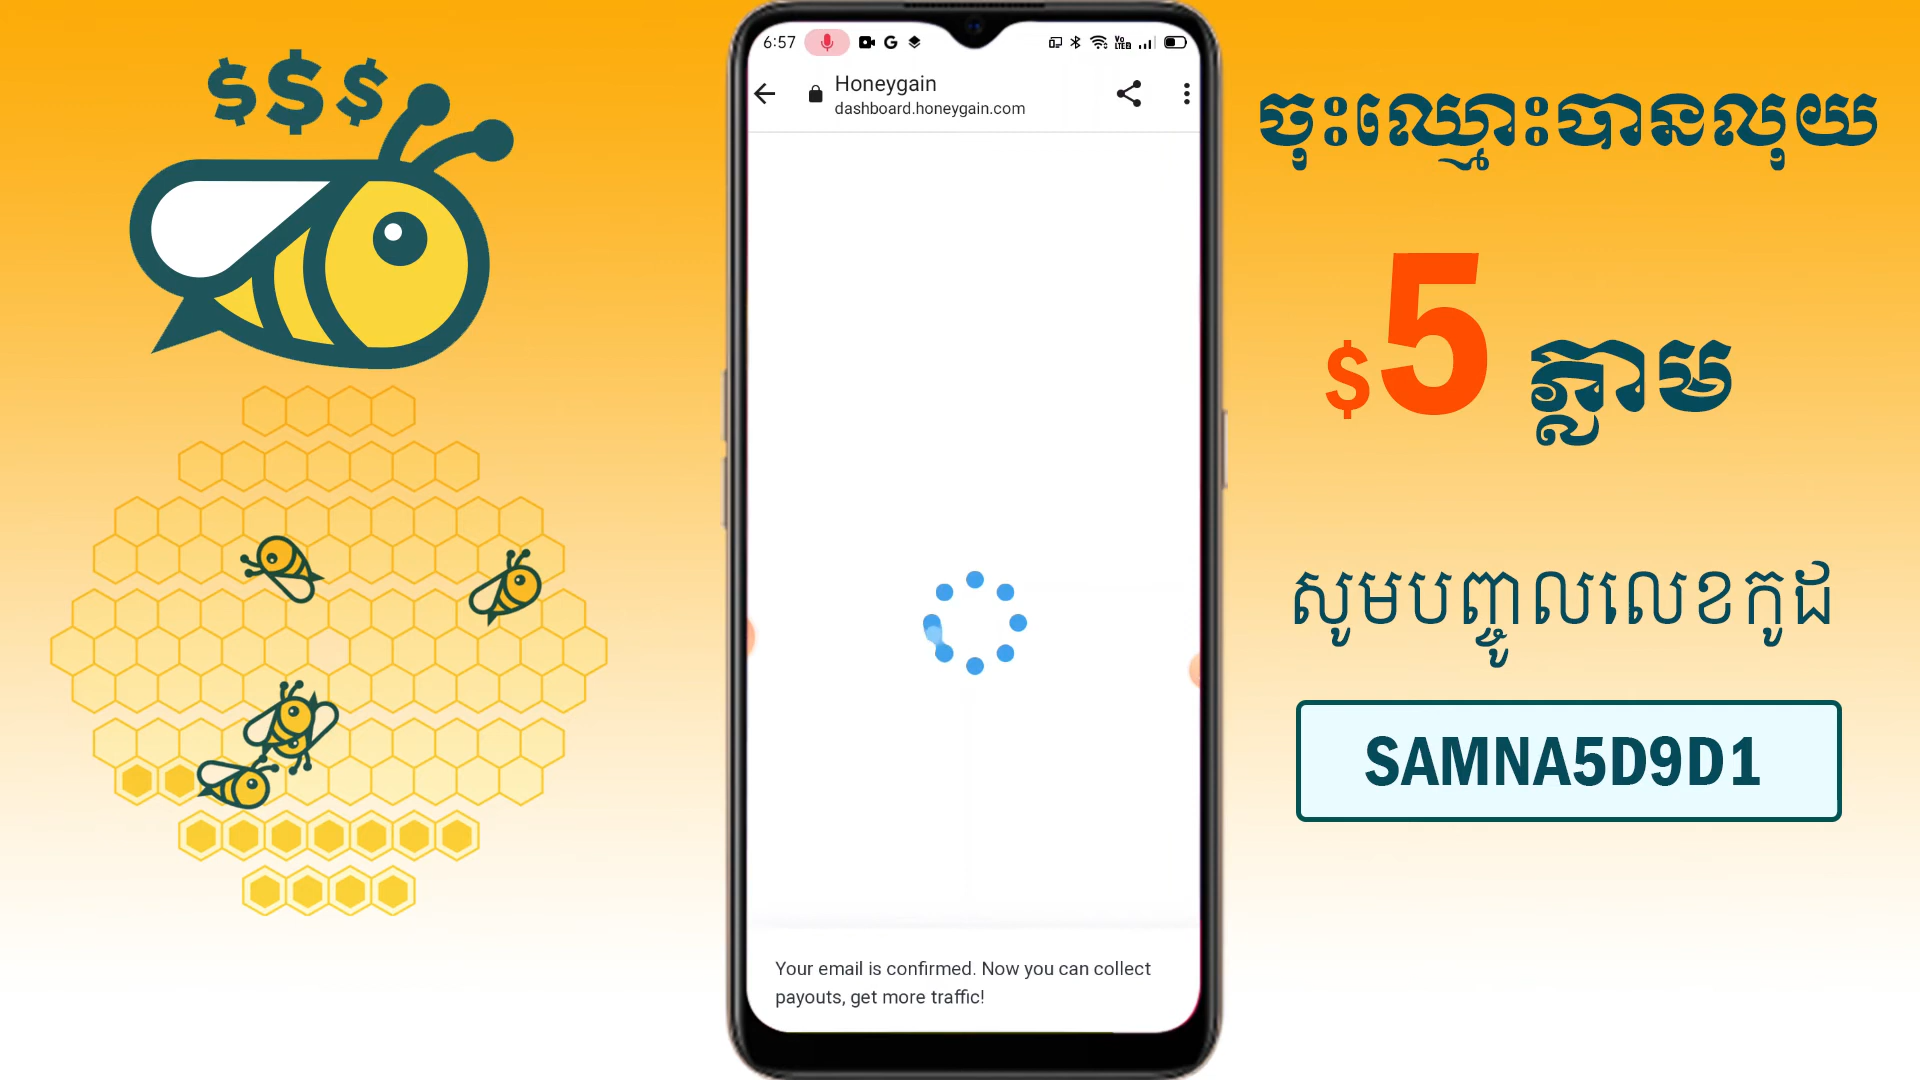 $$$
6:57
Honeygain
dashboard.honeygain.com
Your email is confirmed. Now you can collect
payouts, get more traffic!
ចុះឈ្មោះបានលុយ
$5 ភ្លាម
សូមបញ្ចូលលេខកូដ
SAMNA5D9D1